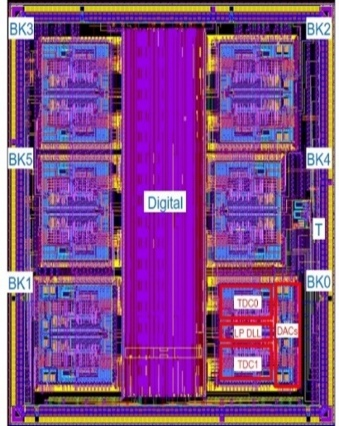 BK3
BK2
BK5
BK4
Digital
T
BK1
BK0
TDC0
LP DLL
DACs
TDC1